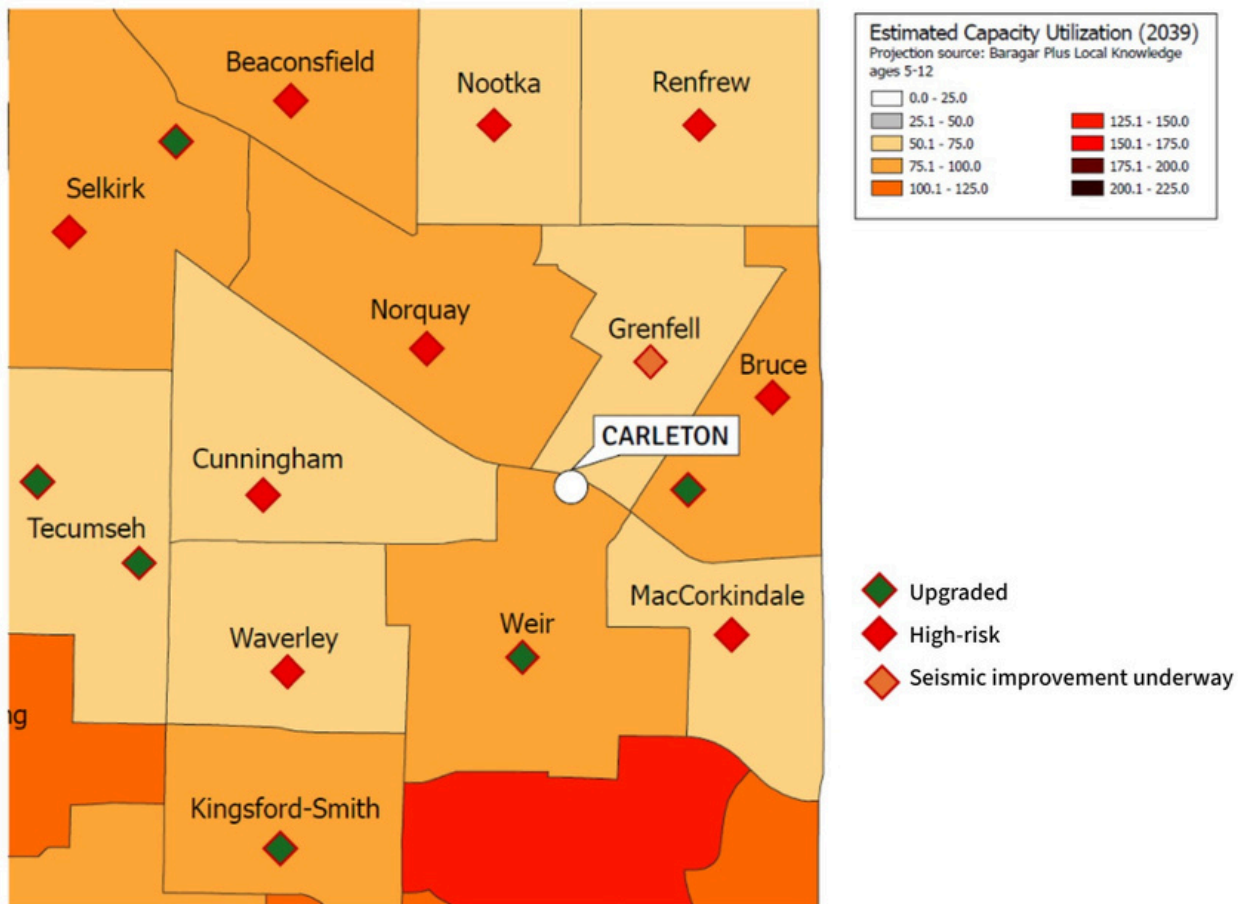 Estimated Capacity Utilization (2039)
Projection source: Baragar Plus Local Knowledge
ages 5-12
0.0 - 25.0
25.1 - 50.0
50.1 - 75.0
75.1 - 100.0
100.1 - 125.0
125.1 - 150.0
150.1 - 175.0
175.1 - 200.0
200.1 - 225.0
Beaconsfield
Nootka
Renfrew
Selkirk
Norquay
Grenfell
Bruce
CARLETON
Cunningham
Tecumseh
MacCorkindale
Waverley
Weir
ng
Kingsford-Smith
Upgraded
High-risk
Seismic improvement underway